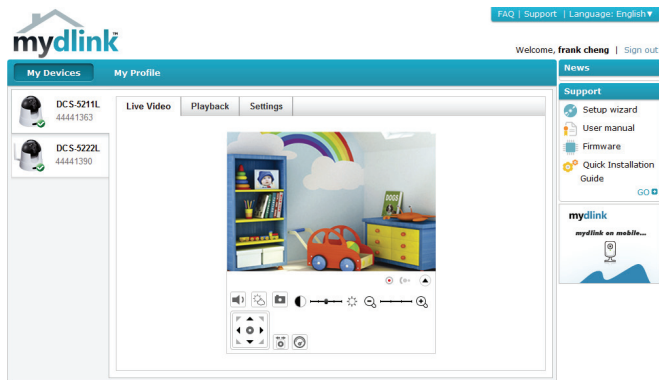 FAQ | Support | Language: English▼
mydlink™
Welcome, frank cheng | Sign out
My Devices My Profile
DCS-5211L
44441363
DCS-5222L
44441390
Live Video Playback Settings
DOGS
News
Support
Setup wizard
User manual
Firmware
Quick Installation
Guide
GO
mydlink
mydlink on mobile...